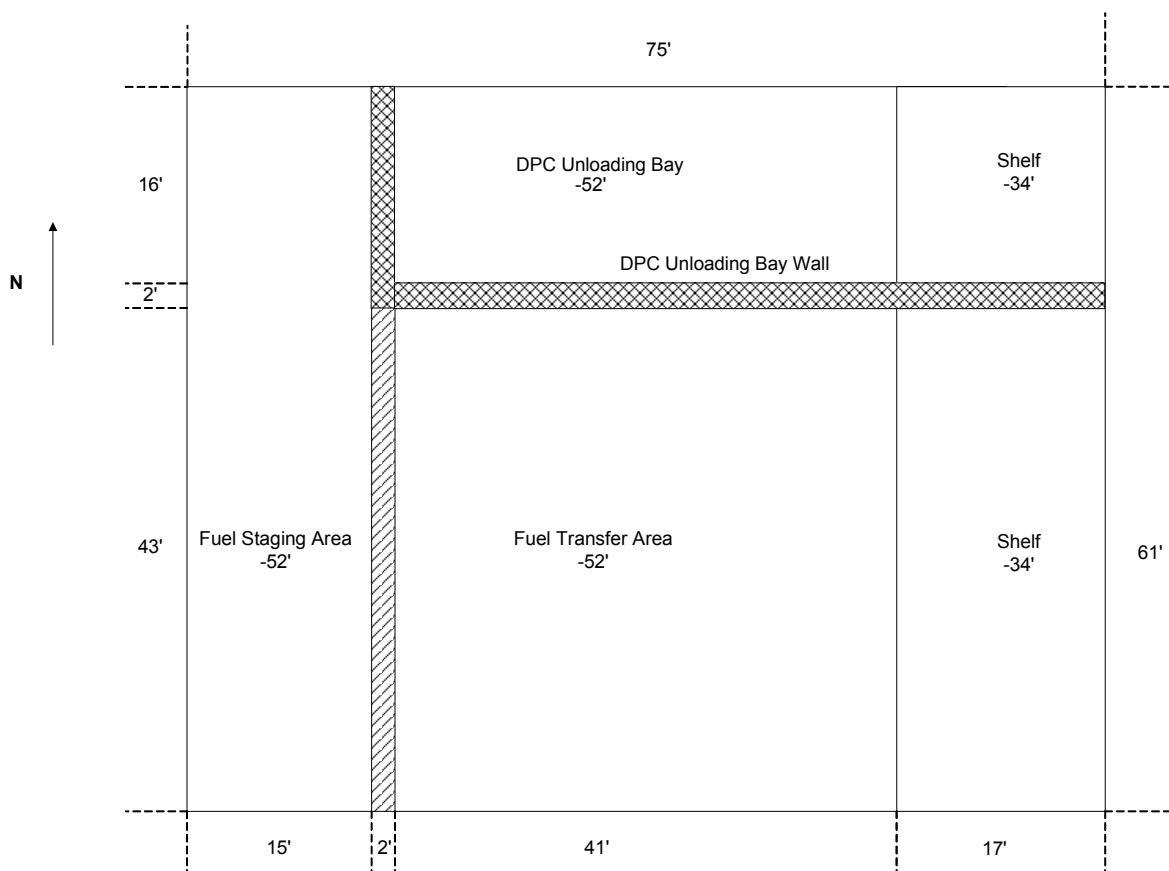 75'
DPC Unloading Bay
-52'
Shelf
-34'
16'
N
DPC Unloading Bay Wall
2'
Fuel Staging Area
-52'
Fuel Transfer Area
-52'
Shelf
-34'
43'
61'
15'
2'
41'
17'